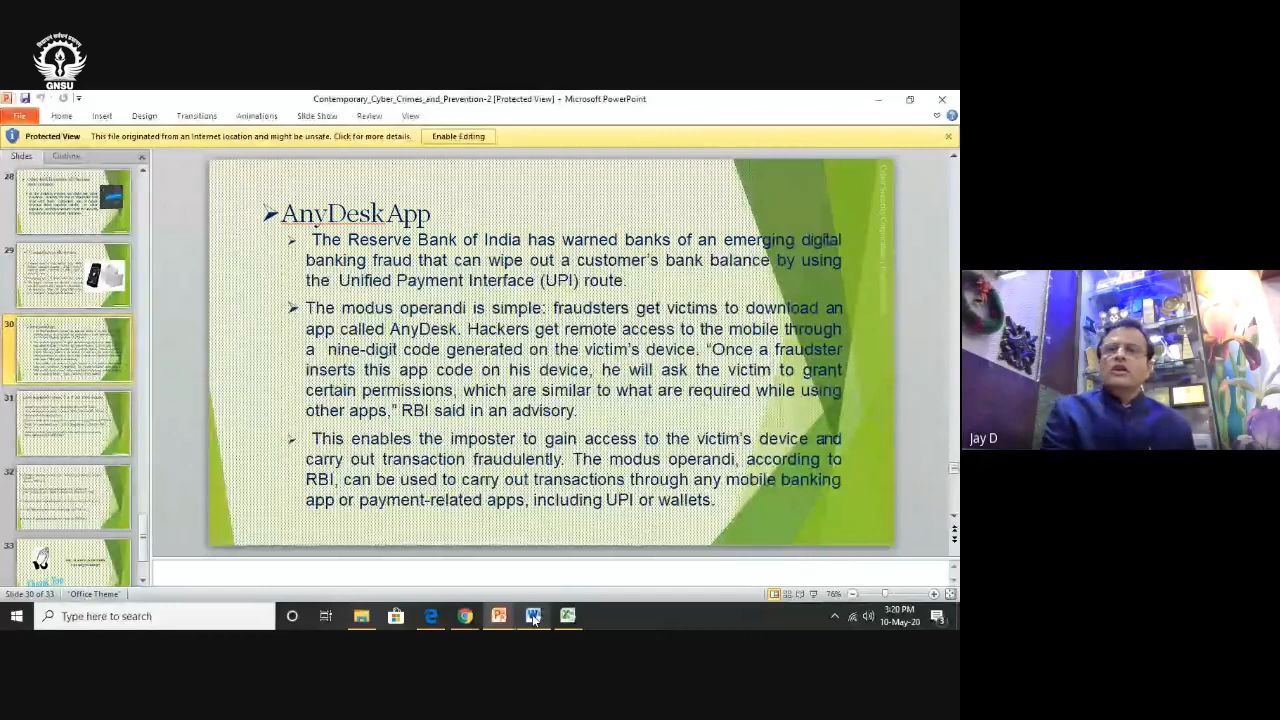 GNSU
Contemporary_Cyber_Crimes_and_Prevention-2 [Protected View] - Microsoft PowerPoint
File Home Insert Design Transitions Animations Slide Show Review View
Protected View This file originated from an Internet location and might be unsafe. Click for more details. Enable Editing
Slides Outline
28
29
30
31
32
33
Thank You
AnyDesk App
The Reserve Bank of India has warned banks of an emerging digital
banking fraud that can wipe out a customer's bank balance by using
the Unified Payment Interface (UPI) route.
The modus operandi is simple: fraudsters get victims to download an
app called AnyDesk. Hackers get remote access to the mobile through
a nine-digit code generated on the victim's device. “Once a fraudster
inserts this app code on his device, he will ask the victim to grant
certain permissions, which are similar to what are required while using
other apps,” RBI said in an advisory.
This enables the imposter to gain access to the victim's device and
carry out transaction fraudulently. The modus operandi, according to
RBI, can be used to carry out transactions through any mobile banking
app or payment-related apps, including UPI or wallets.
Jay D
Slide 30 of 33 "Office Theme" 76%
Type here to search
3:20 PM
10-May-20
3